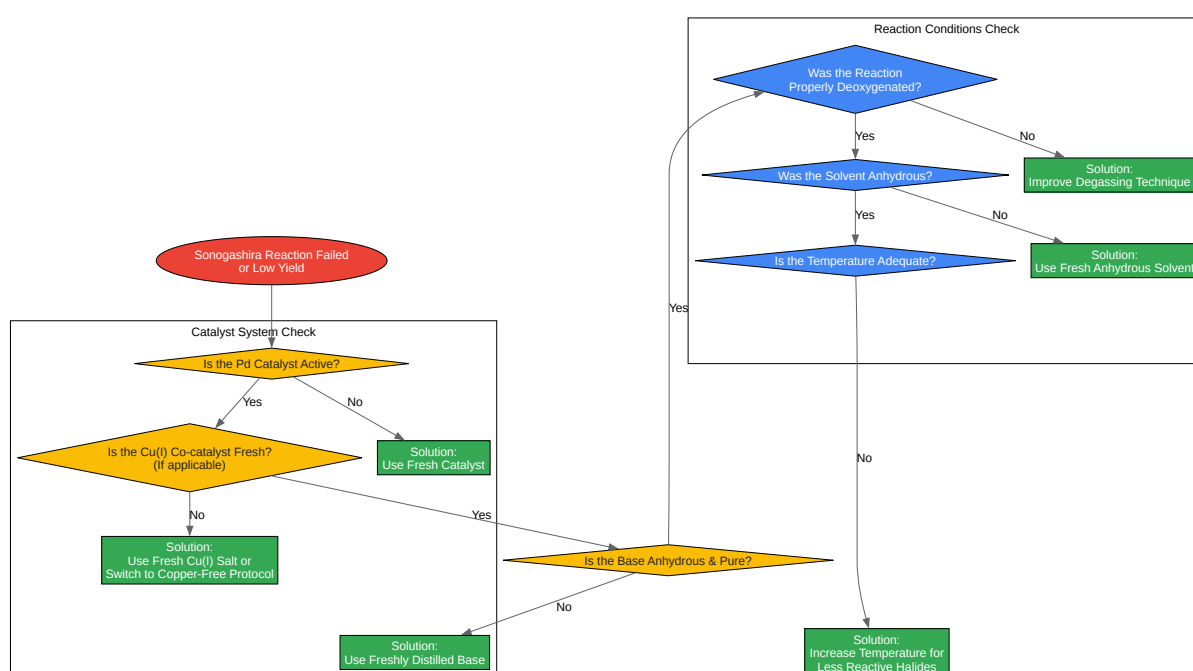 Reaction Conditions Check
Was the Reaction
Properly Deoxygenated?
Yes
No
Solution:
Improve Degassing Technique
Was the Solvent Anhydrous?
Yes
No
Solution:
Use Fresh Anhydrous Solvent
Is the Temperature Adequate?
Sonogashira Reaction Failed
or Low Yield
Yes
Catalyst System Check
Is the Pd Catalyst Active?
Yes
No
Is the Cu(I) Co-catalyst Fresh?
(If applicable)
Solution:
Use Fresh Catalyst
No
No
Yes
Solution:
Use Fresh Cu(I) Salt or
Switch to Copper-Free Protocol
Is the Base Anhydrous & Pure?
No
Solution:
Use Freshly Distilled Base
Solution:
Increase Temperature for
Less Reactive Halides